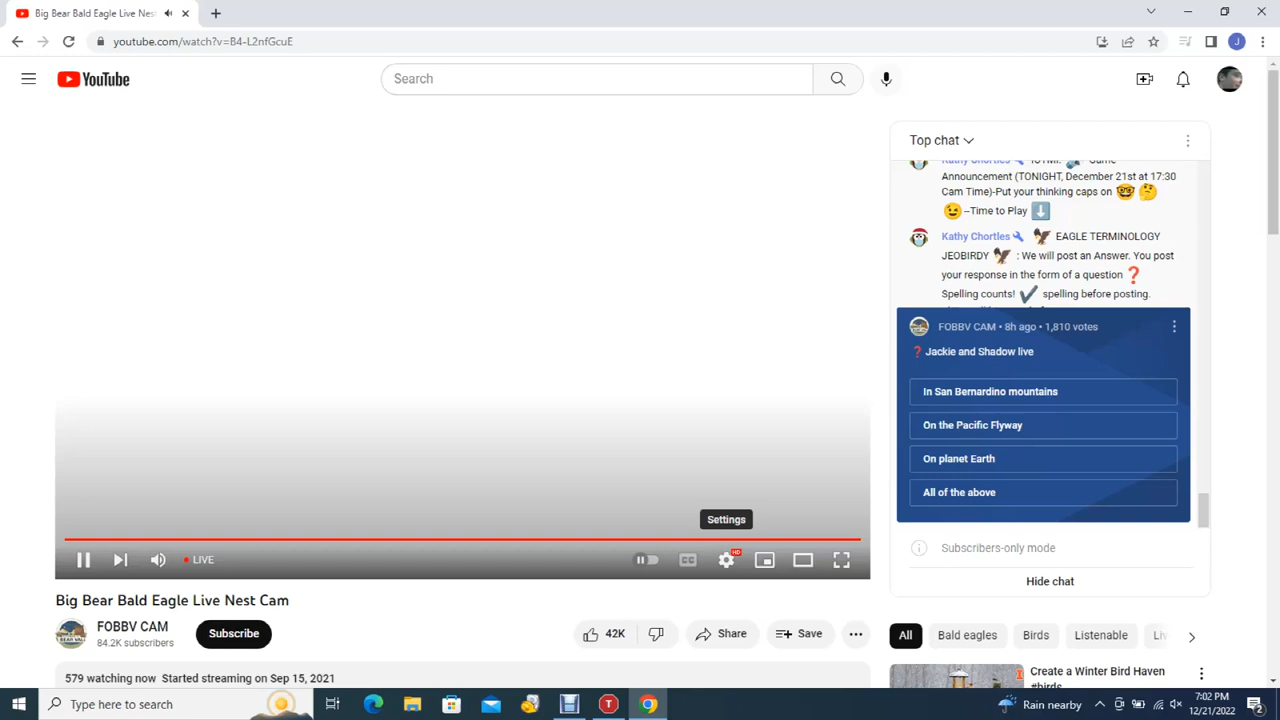 Big Bear Bald Eagle Live Nest
youtube.com/watch?v=B4-L2nfGcuE
J
YouTube
Search
Top chat
Kathy Chortles
Announcement (TONIGHT, December 21st at 17:30
Cam Time)-Put your thinking caps on
–Time to Play
Kathy Chortles EAGLE TERMINOLOGY
JEOBIRDY : We will post an Answer. You post
your response in the form of a question
Spelling counts! spelling before posting.
FOBBV CAM • 8h ago • 1,810 votes
Jackie and Shadow live
In San Bernardino mountains
On the Pacific Flyway
On planet Earth
All of the above
Subscribers-only mode
Hide chat
Settings
HD
LIVE
CC
Big Bear Bald Eagle Live Nest Cam
FOBBV CAM
84.2K subscribers
Subscribe
42K
Share
Save
579 watching now Started streaming on Sep 15, 2021
All
Bald eagles
Birds
Listenable
Create a Winter Bird Haven
#birds
Type here to search
Rain nearby
7:02 PM
12/21/2022
2